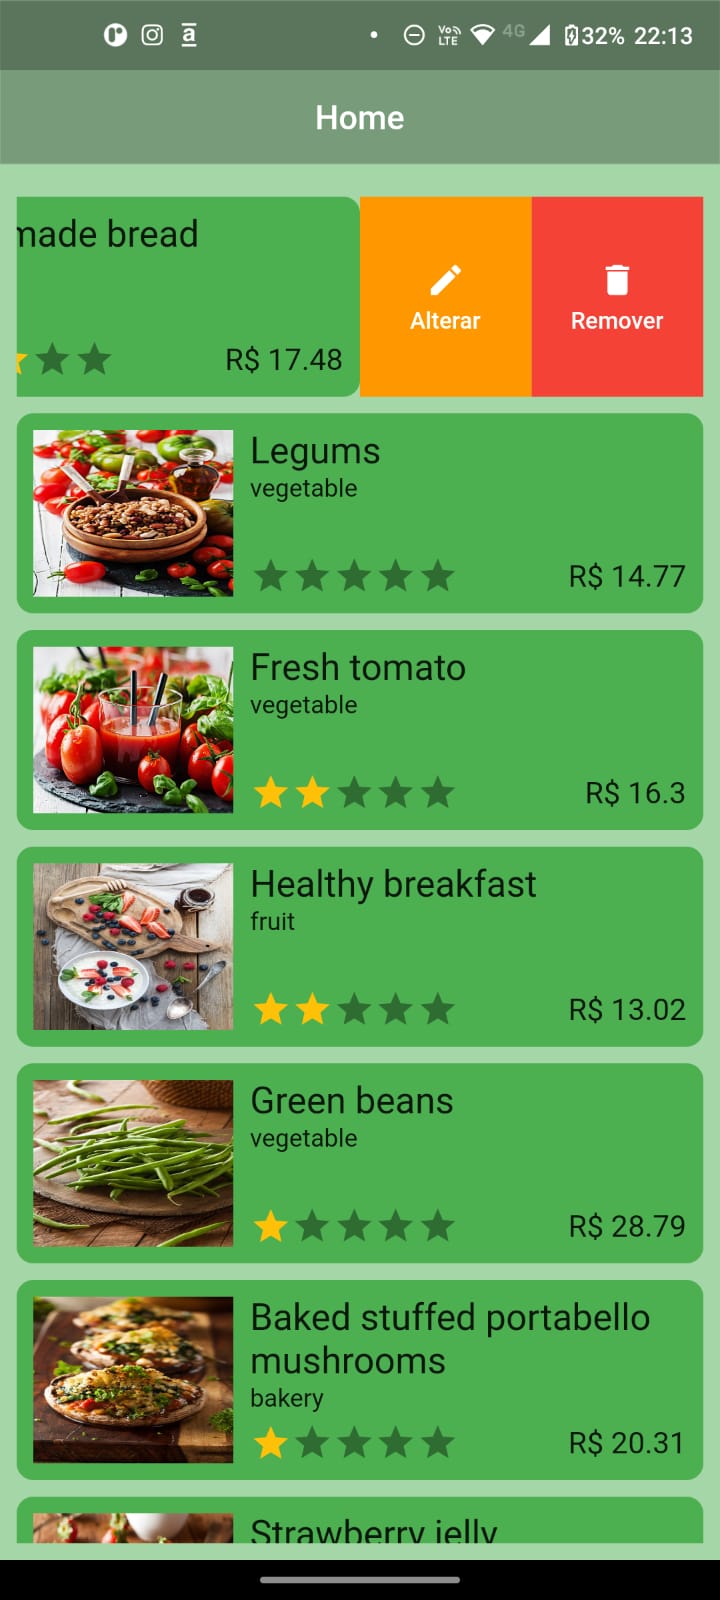 VoLTE 4G 32% 22:13
Home
made bread
R$ 17.48
Alterar
Remover
Legums
vegetable
R$ 14.77
Fresh tomato
vegetable
R$ 16.3
Healthy breakfast
fruit
R$ 13.02
Green beans
vegetable
R$ 28.79
Baked stuffed portabello
mushrooms
bakery
R$ 20.31
Strawberry jelly